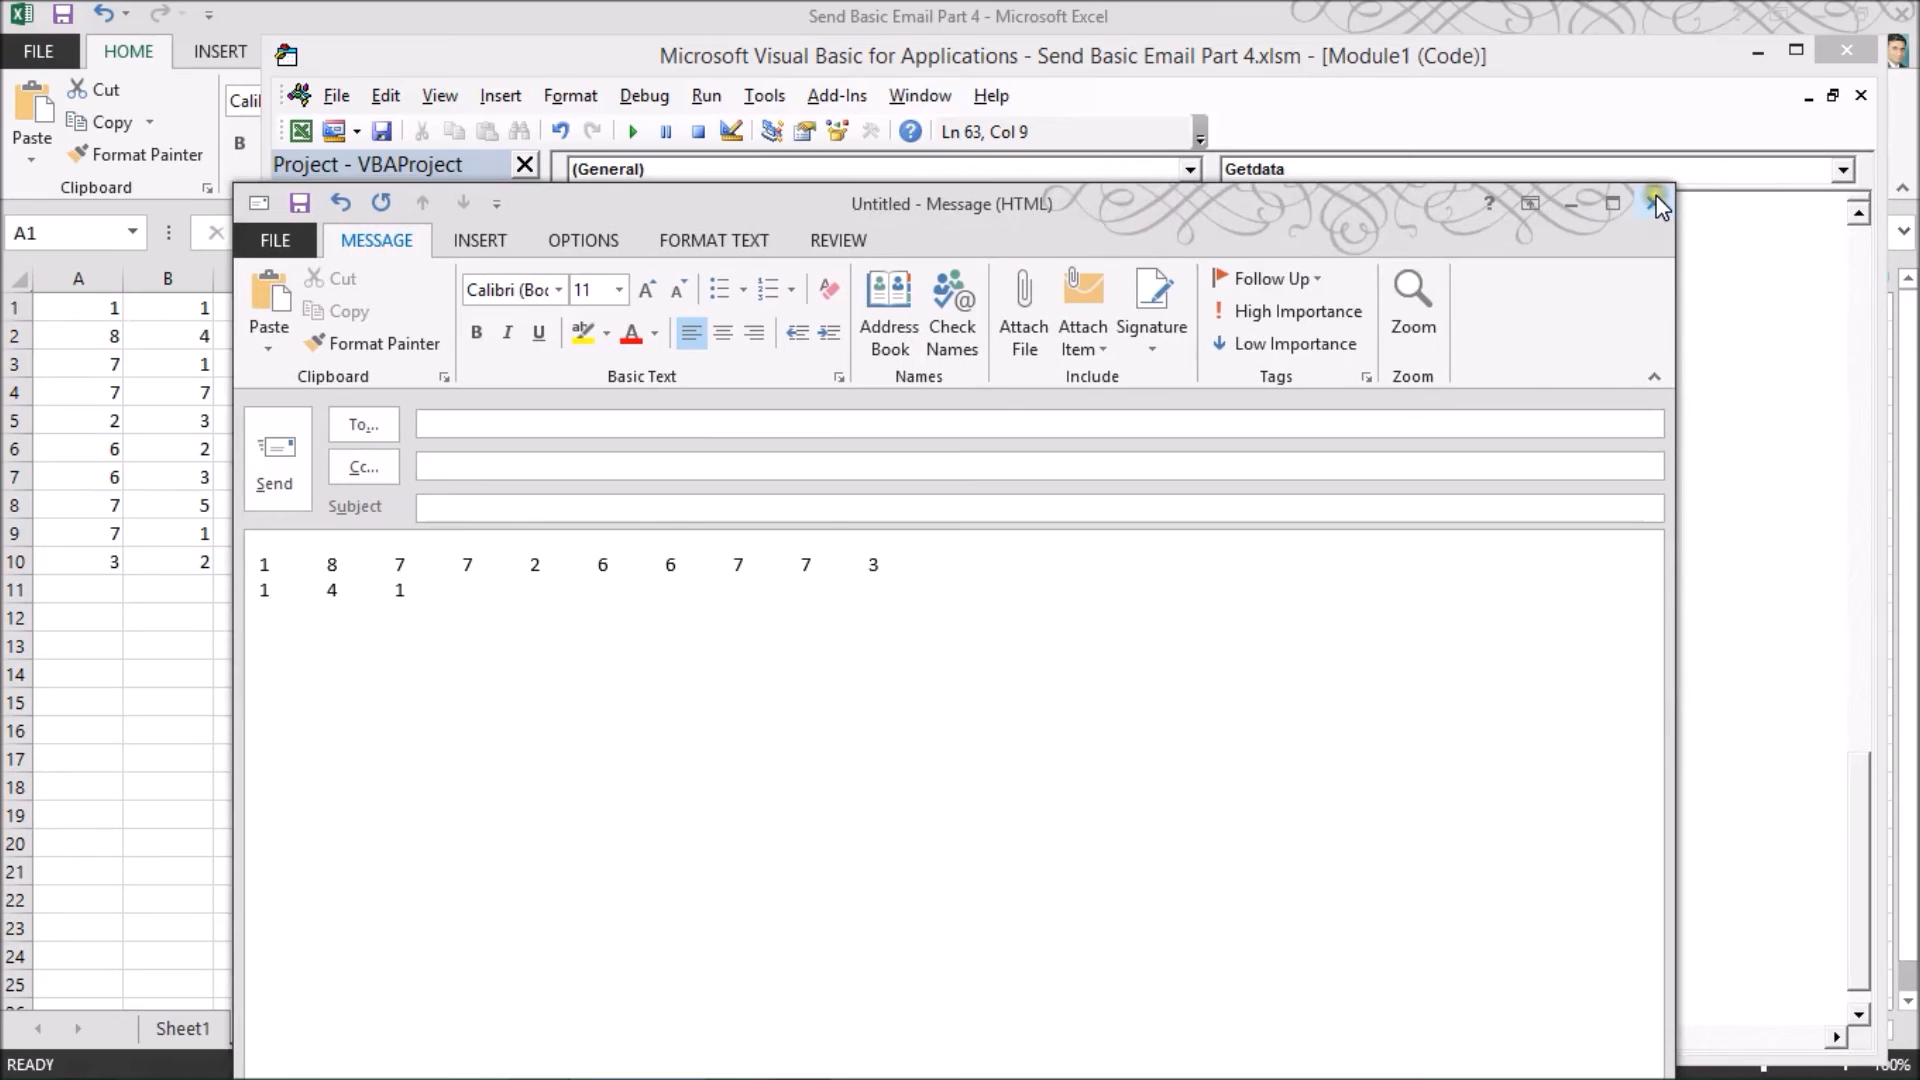 Send Basic Email Part 4 - Microsoft Excel
FILE HOME INSERT
Microsoft Visual Basic for Applications - Send Basic Email Part 4.xlsm - [Module1 (Code)]
Cut
Copy
Paste
Format Painter
Clipboard
Cali
B
File Edit View Insert Format Debug Run Tools Add-Ins Window Help
Ln 63, Col 9
Project - VBAProject
(General)
Getdata
A1
Untitled - Message (HTML)
FILE MESSAGE INSERT OPTIONS FORMAT TEXT REVIEW
Cut
Copy
Paste
Format Painter
Clipboard
Calibri (Boc 11
B I U
Basic Text
Address Book
Check Names
Names
Attach File
Attach Item
Signature
Include
Follow Up
High Importance
Low Importance
Tags
Zoom
Zoom
Send
To...
Cc...
Subject
1 8 7 7 2 6 6 7 7 3
1 4 1
A B
1 1 1
2 8 4
3 7 1
4 7 7
5 2 3
6 6 2
7 6 3
8 7 5
9 7 1
10 3 2
11
12
13
14
15
16
17
18
19
20
21
22
23
24
25
Sheet1
READY